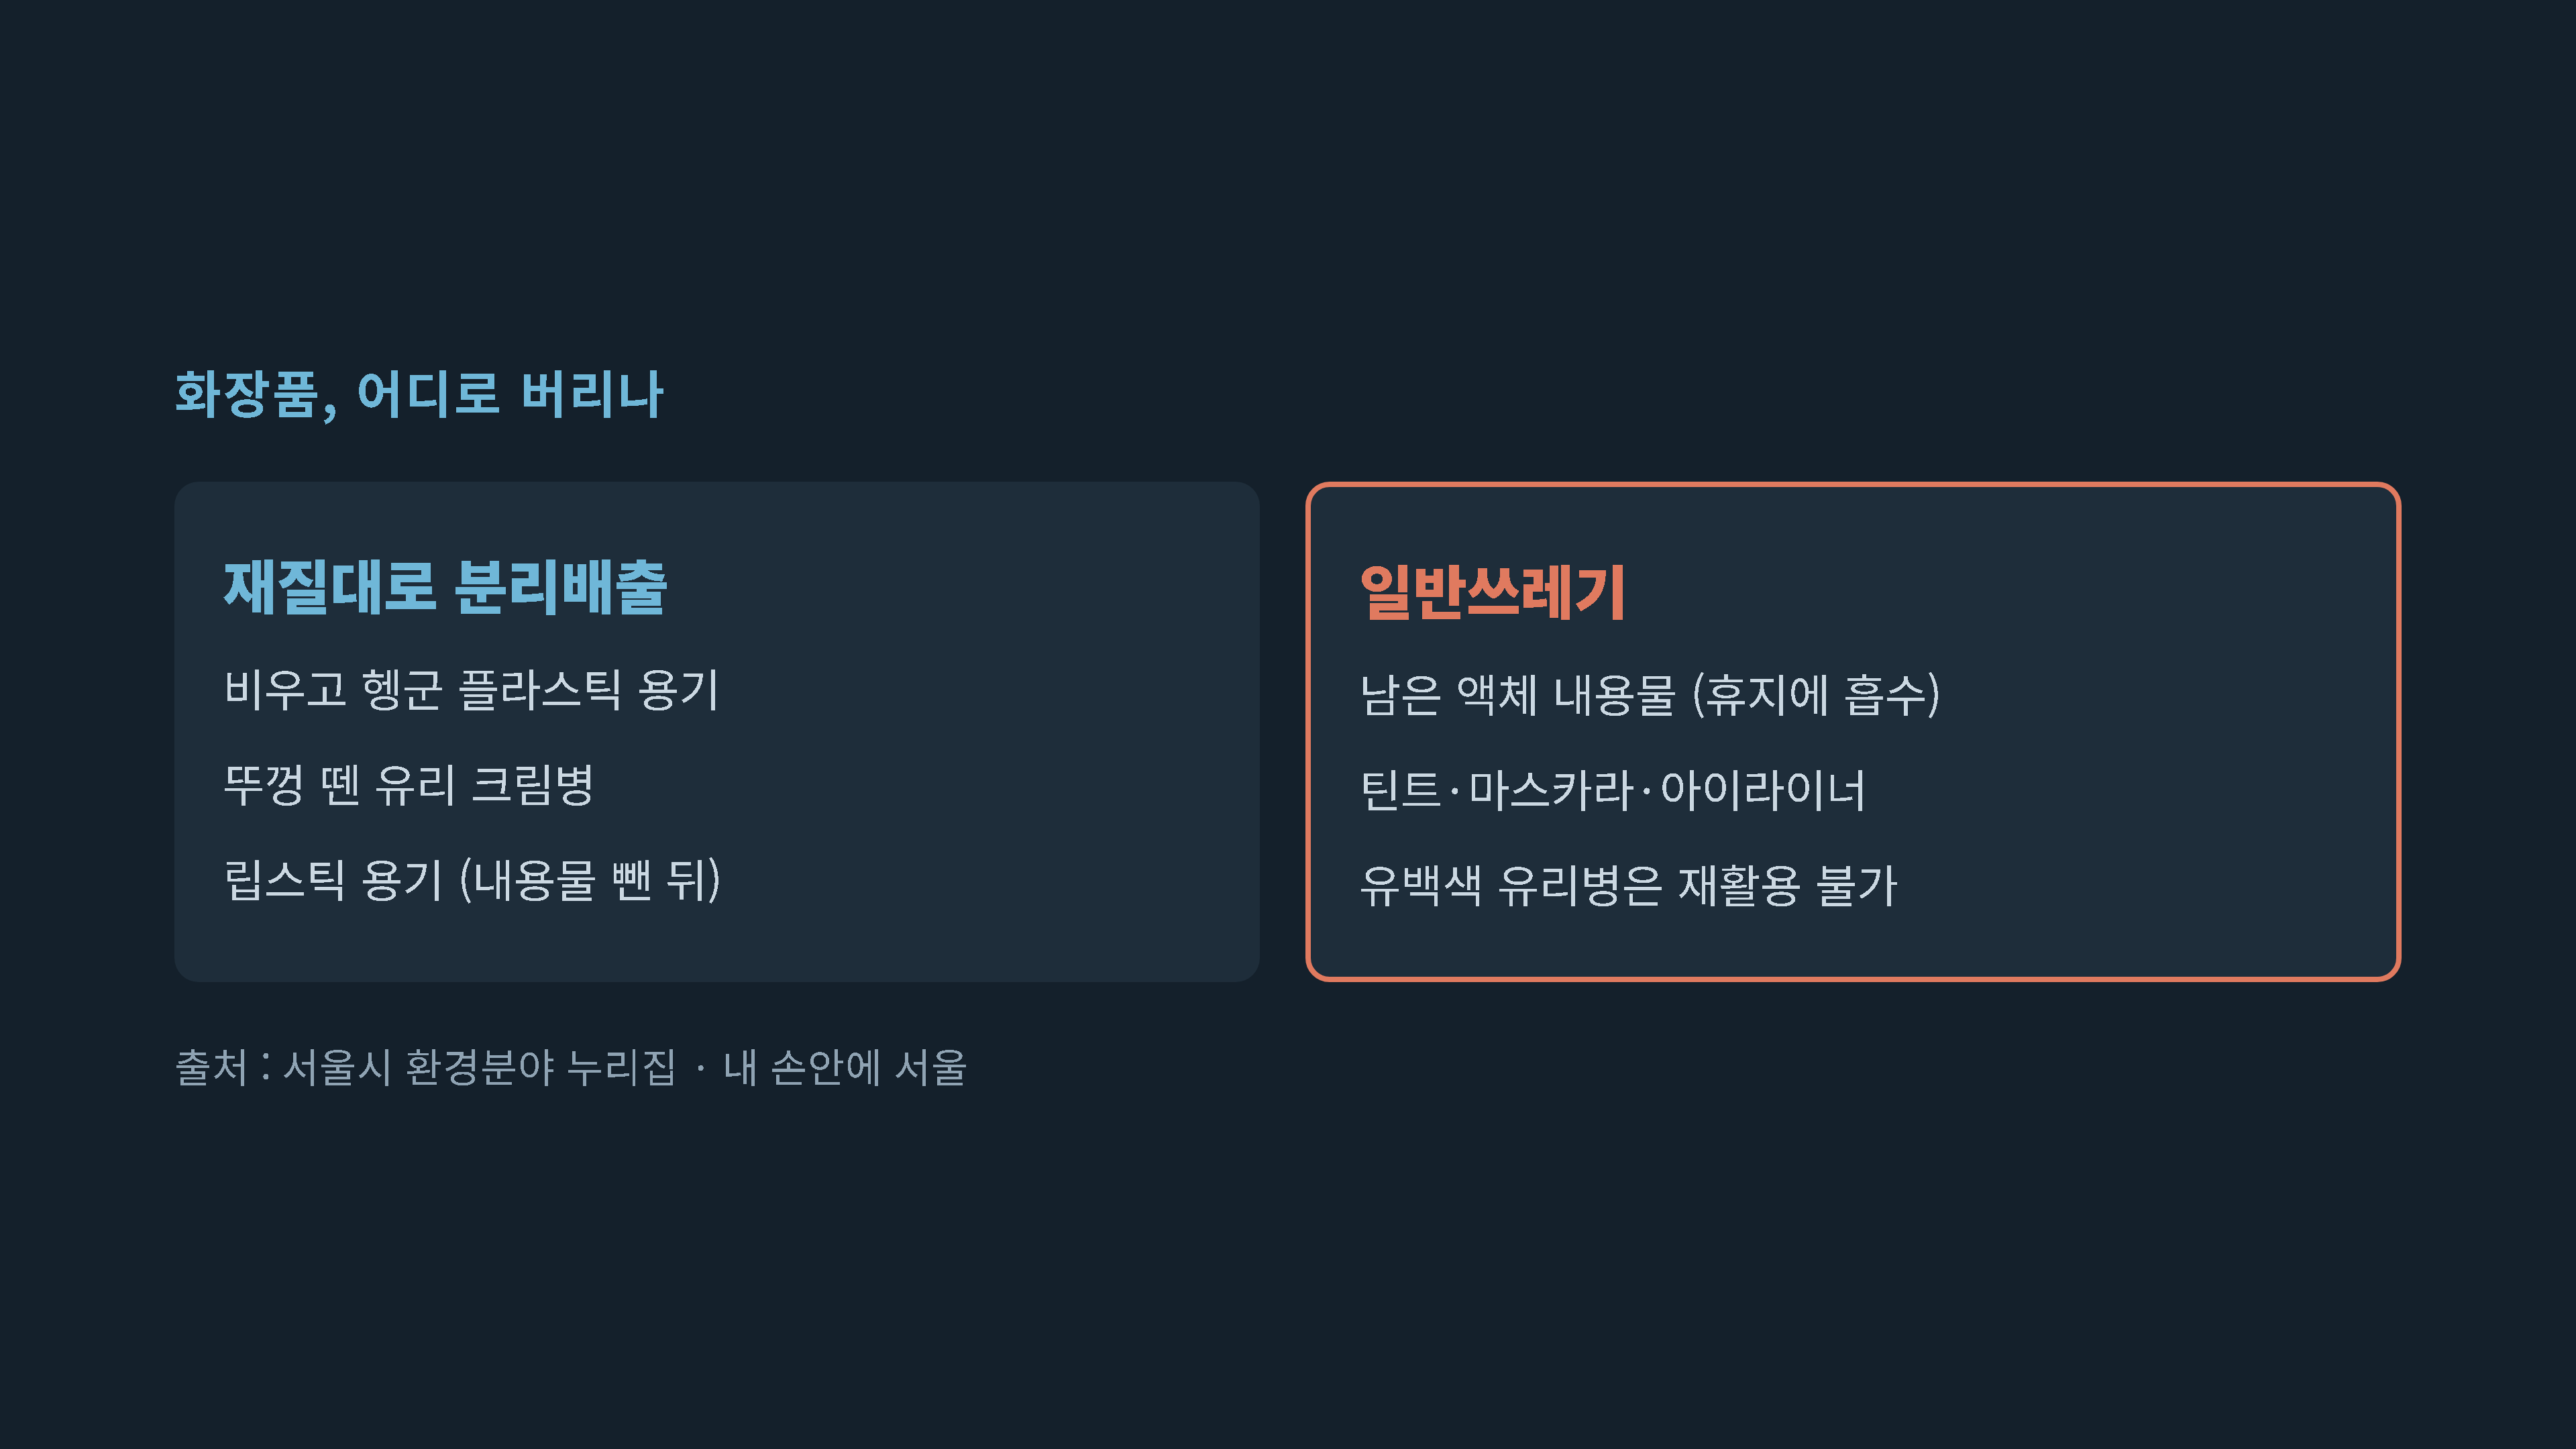 화장품, 어디로 버리나
재질대로 분리배출
비우고 헹군 플라스틱 용기
뚜껑 뗀 유리 크림병
립스틱 용기 (내용물 뺀 뒤)
일반쓰레기
남은 액체 내용물 (휴지에 흡수)
틴트·마스카라·아이라이너
유백색 유리병은 재활용 불가
출처 : 서울시 환경분야 누리집 · 내 손안에 서울